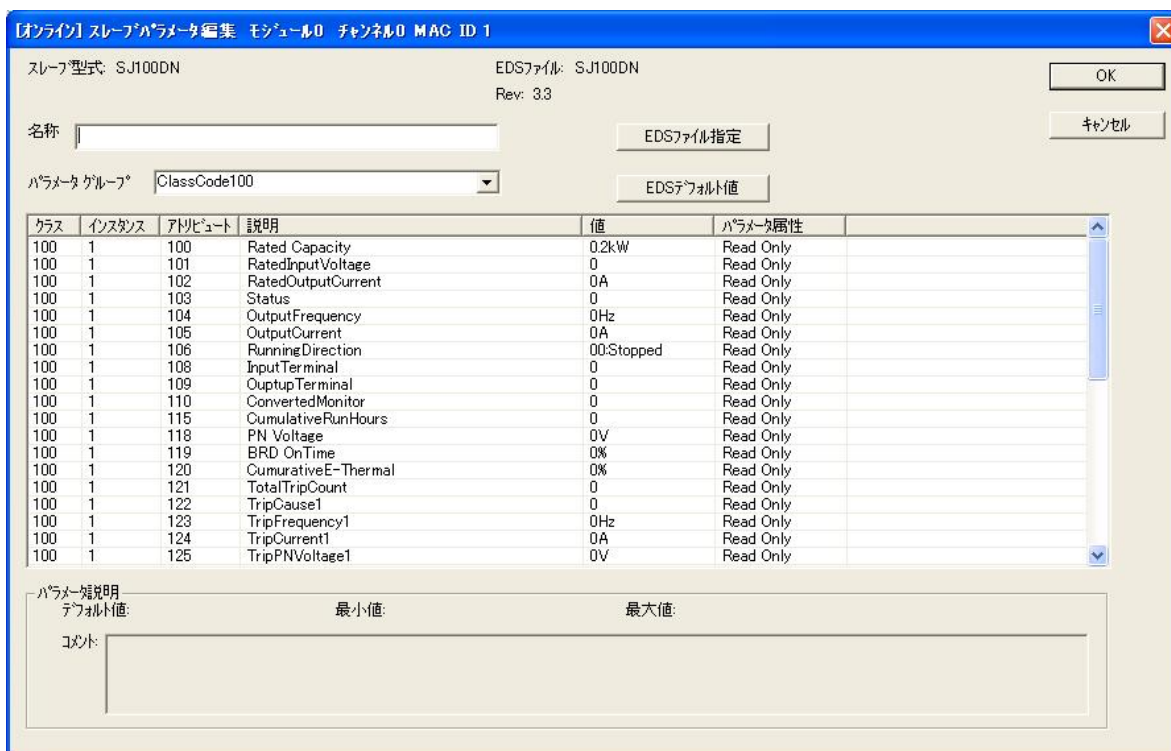 [オンライン] スレーブパラメータ編集 モジュール0 チャンネル0 MAC ID 1
スレーブ型式: SJ100DN EDSファイル: SJ100DN
OK
Rev: 3.3
名称 EDSファイル指定 キャンセル
パラメータ グループ ClassCode100 EDSデフォルト値
クラス インスタンス アトリビュート 説明 値 パラメータ属性
100 1 100 Rated Capacity 0.2kW Read Only
100 1 101 RatedInputVoltage 0 Read Only
100 1 102 RatedOutputCurrent 0A Read Only
100 1 103 Status 0 Read Only
100 1 104 OutputFrequency 0Hz Read Only
100 1 105 OutputCurrent 0A Read Only
100 1 106 RunningDirection 00:Stopped Read Only
100 1 108 InputTerminal 0 Read Only
100 1 109 OuptupTerminal 0 Read Only
100 1 110 ConvertedMonitor 0 Read Only
100 1 115 CumulativeRunHours 0 Read Only
100 1 118 PN Voltage 0V Read Only
100 1 119 BRD OnTime 0% Read Only
100 1 120 CumurativeE-Thermal 0% Read Only
100 1 121 TotalTripCount 0 Read Only
100 1 122 TripCause1 0 Read Only
100 1 123 TripFrequency1 0Hz Read Only
100 1 124 TripCurrent1 0A Read Only
100 1 125 TripPNVoltage1 0V Read Only
パラメータ説明
デフォルト値: 最小値: 最大値:
コメント: